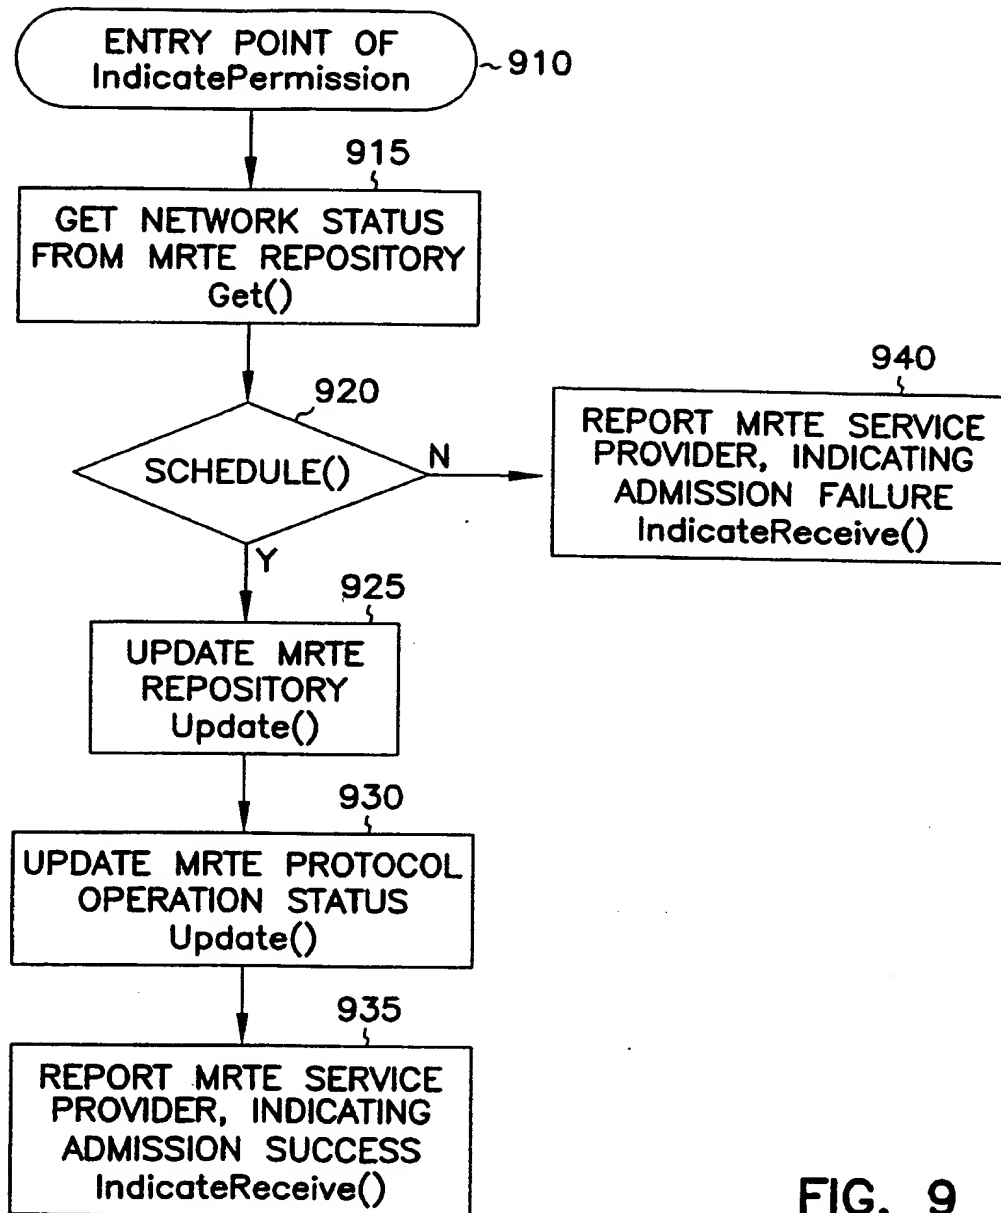 ENTRY POINT OF
IndicatePermission
910
915
GET NETWORK STATUS
FROM MRTE REPOSITORY
Get()
920
SCHEDULE()
N
940
REPORT MRTE SERVICE
PROVIDER, INDICATING
ADMISSION FAILURE
IndicateReceive()
Y
925
UPDATE MRTE
REPOSITORY
Update()
930
UPDATE MRTE PROTOCOL
OPERATION STATUS
Update()
935
REPORT MRTE SERVICE
PROVIDER, INDICATING
ADMISSION SUCCESS
IndicateReceive()
FIG. 9